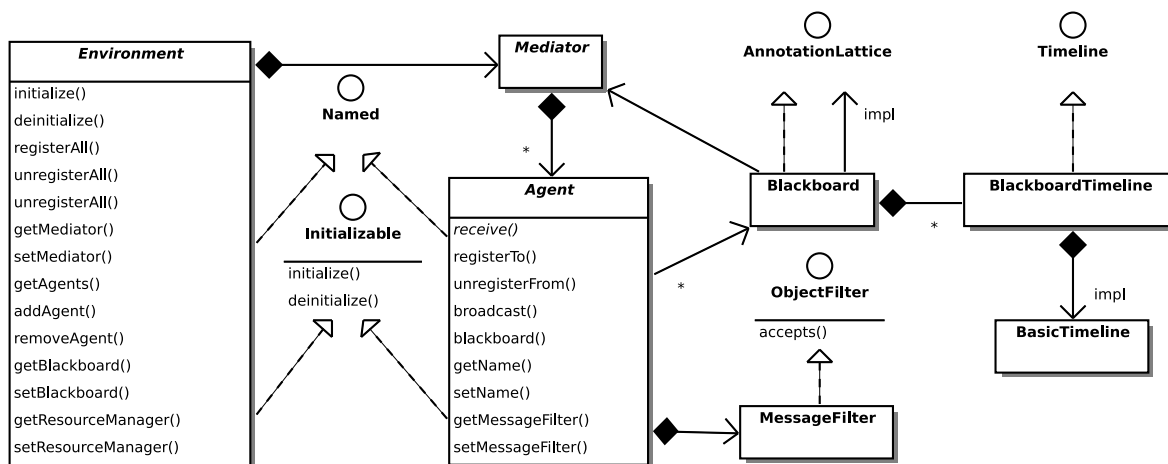 Environment
initialize()
deinitialize()
registerAll()
unregisterAll()
unregisterAll()
getMediator()
setMediator()
getAgents()
addAgent()
removeAgent()
getBlackboard()
setBlackboard()
getResourceManager()
setResourceManager()
Named
Initializable
initialize()
deinitialize()
Mediator
*
Agent
receive()
registerTo()
unregisterFrom()
broadcast()
blackboard()
getName()
setName()
getMessageFilter()
setMessageFilter()
*
AnnotationLattice
impl
Blackboard
*
ObjectFilter
accepts()
MessageFilter
Timeline
BlackboardTimeline
impl
BasicTimeline